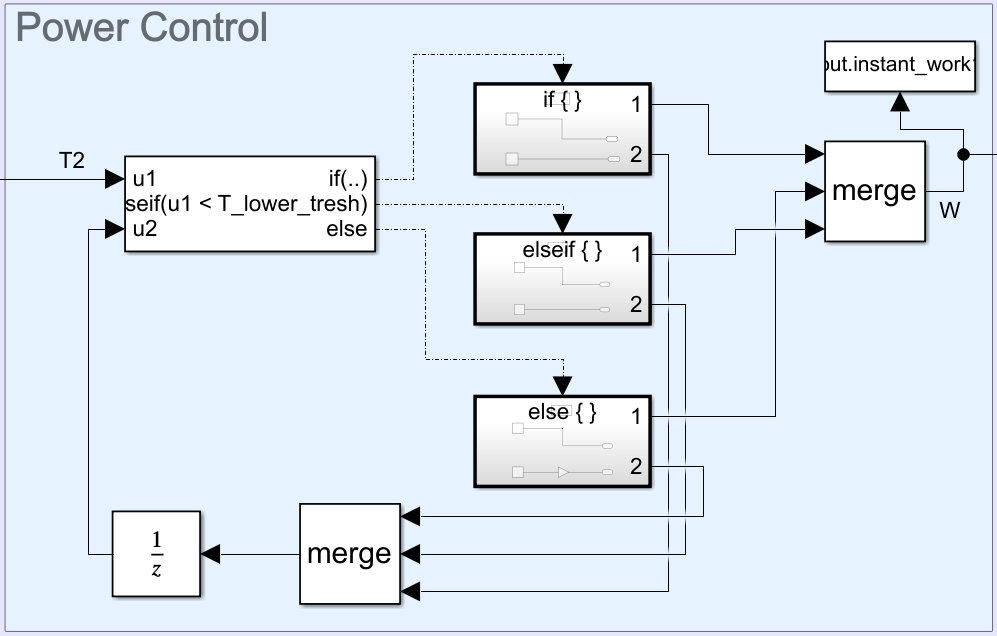 Power Control
T2
u1
if(..)
seif(u1 < T_lower_tresh)
u2
else
if { }
1
2
elseif { }
1
2
else { }
1
2
merge
W
out.instant_work
merge
1
z